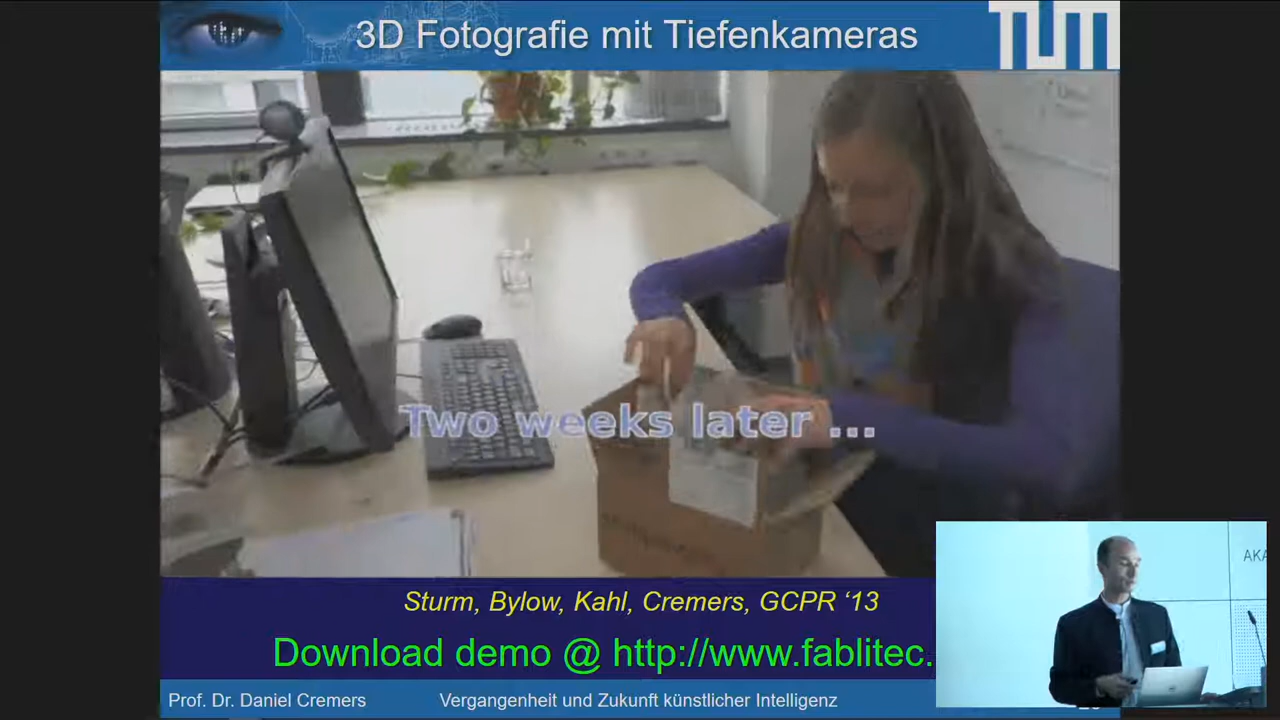 3D Fotografie mit Tiefenkameras
TUM
Two weeks later ...
Sturm, Bylow, Kahl, Cremers, GCPR ‘13
Download demo @ http://www.fablitec.
AKA
Prof. Dr. Daniel Cremers
Vergangenheit und Zukunft künstlicher Intelligenz